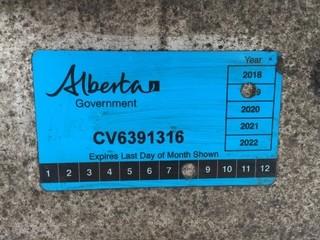 Alberta
Government
Year
2018
2020
2021
2022
CV6391316
Expires Last Day of Month Shown
1 2 3 4 5 6 7 9 10 11 12